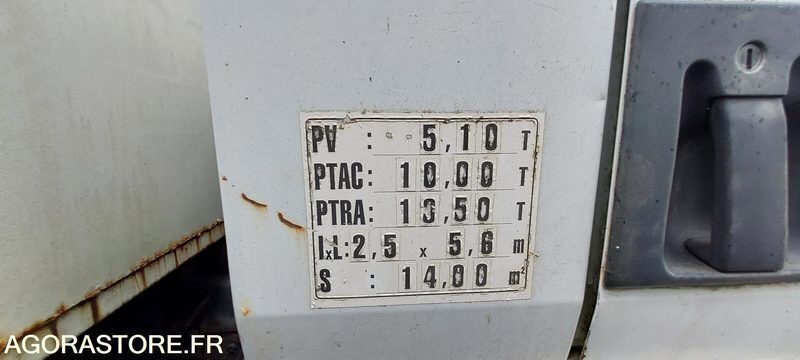 PV : 5,10 T
PTAC: 10,00 T
PTRA: 13,50 T
IxL: 2,5 x 5,6 m
S : 14,00 m²
AGORASTORE.FR